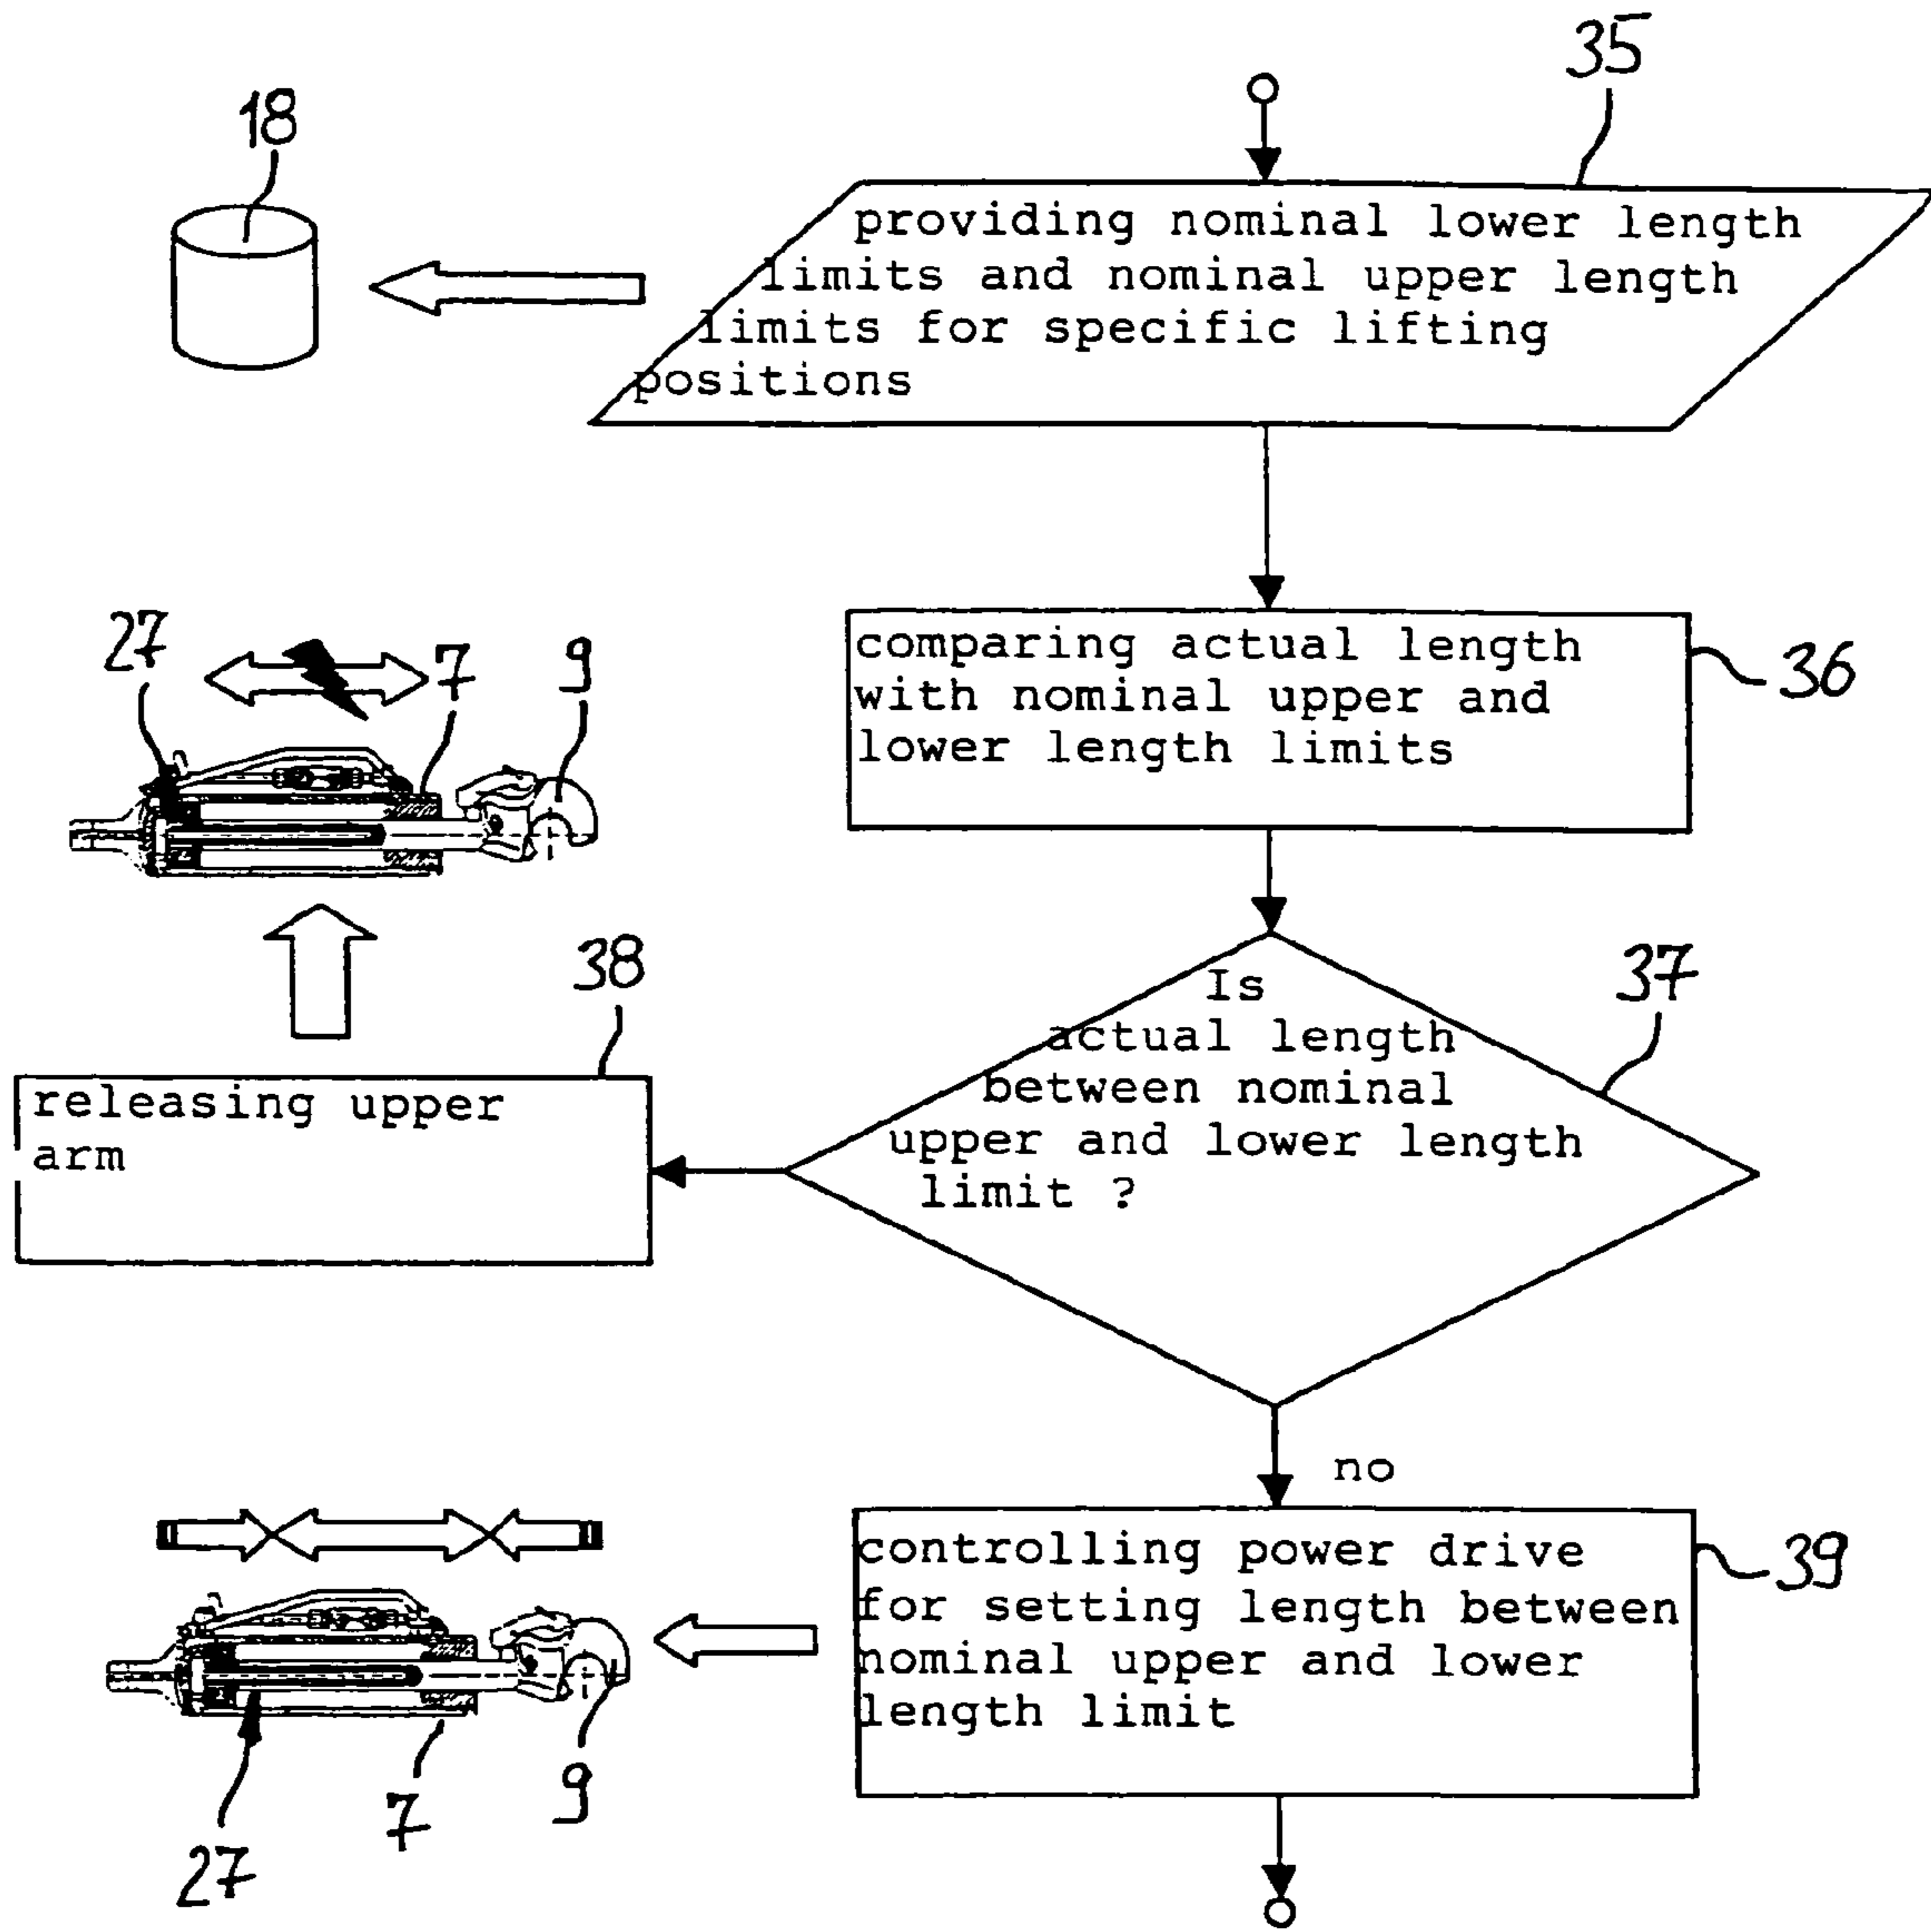 35
18
providing nominal lower length
limits and nominal upper length
limits for specific lifting
positions
27
7
9
comparing actual length
with nominal upper and
lower length limits
36
38
releasing upper
arm
Is
actual length
between nominal
upper and lower length
limit ?
37
no
controlling power drive
for setting length between
nominal upper and lower
length limit
39
27
7
9